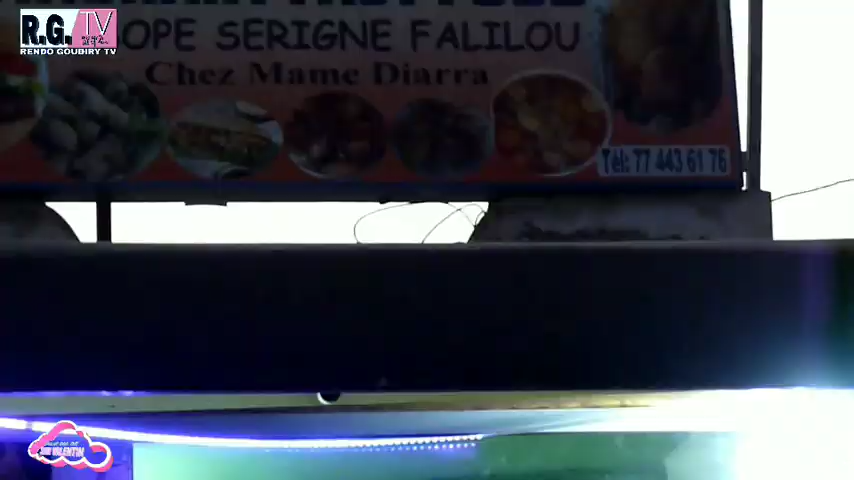 R.G. TV
RENDO GOUBIRY TV
OPE SERIGNE FALILOU
Chez Mame Diarra
Tél: 77 443 61 76